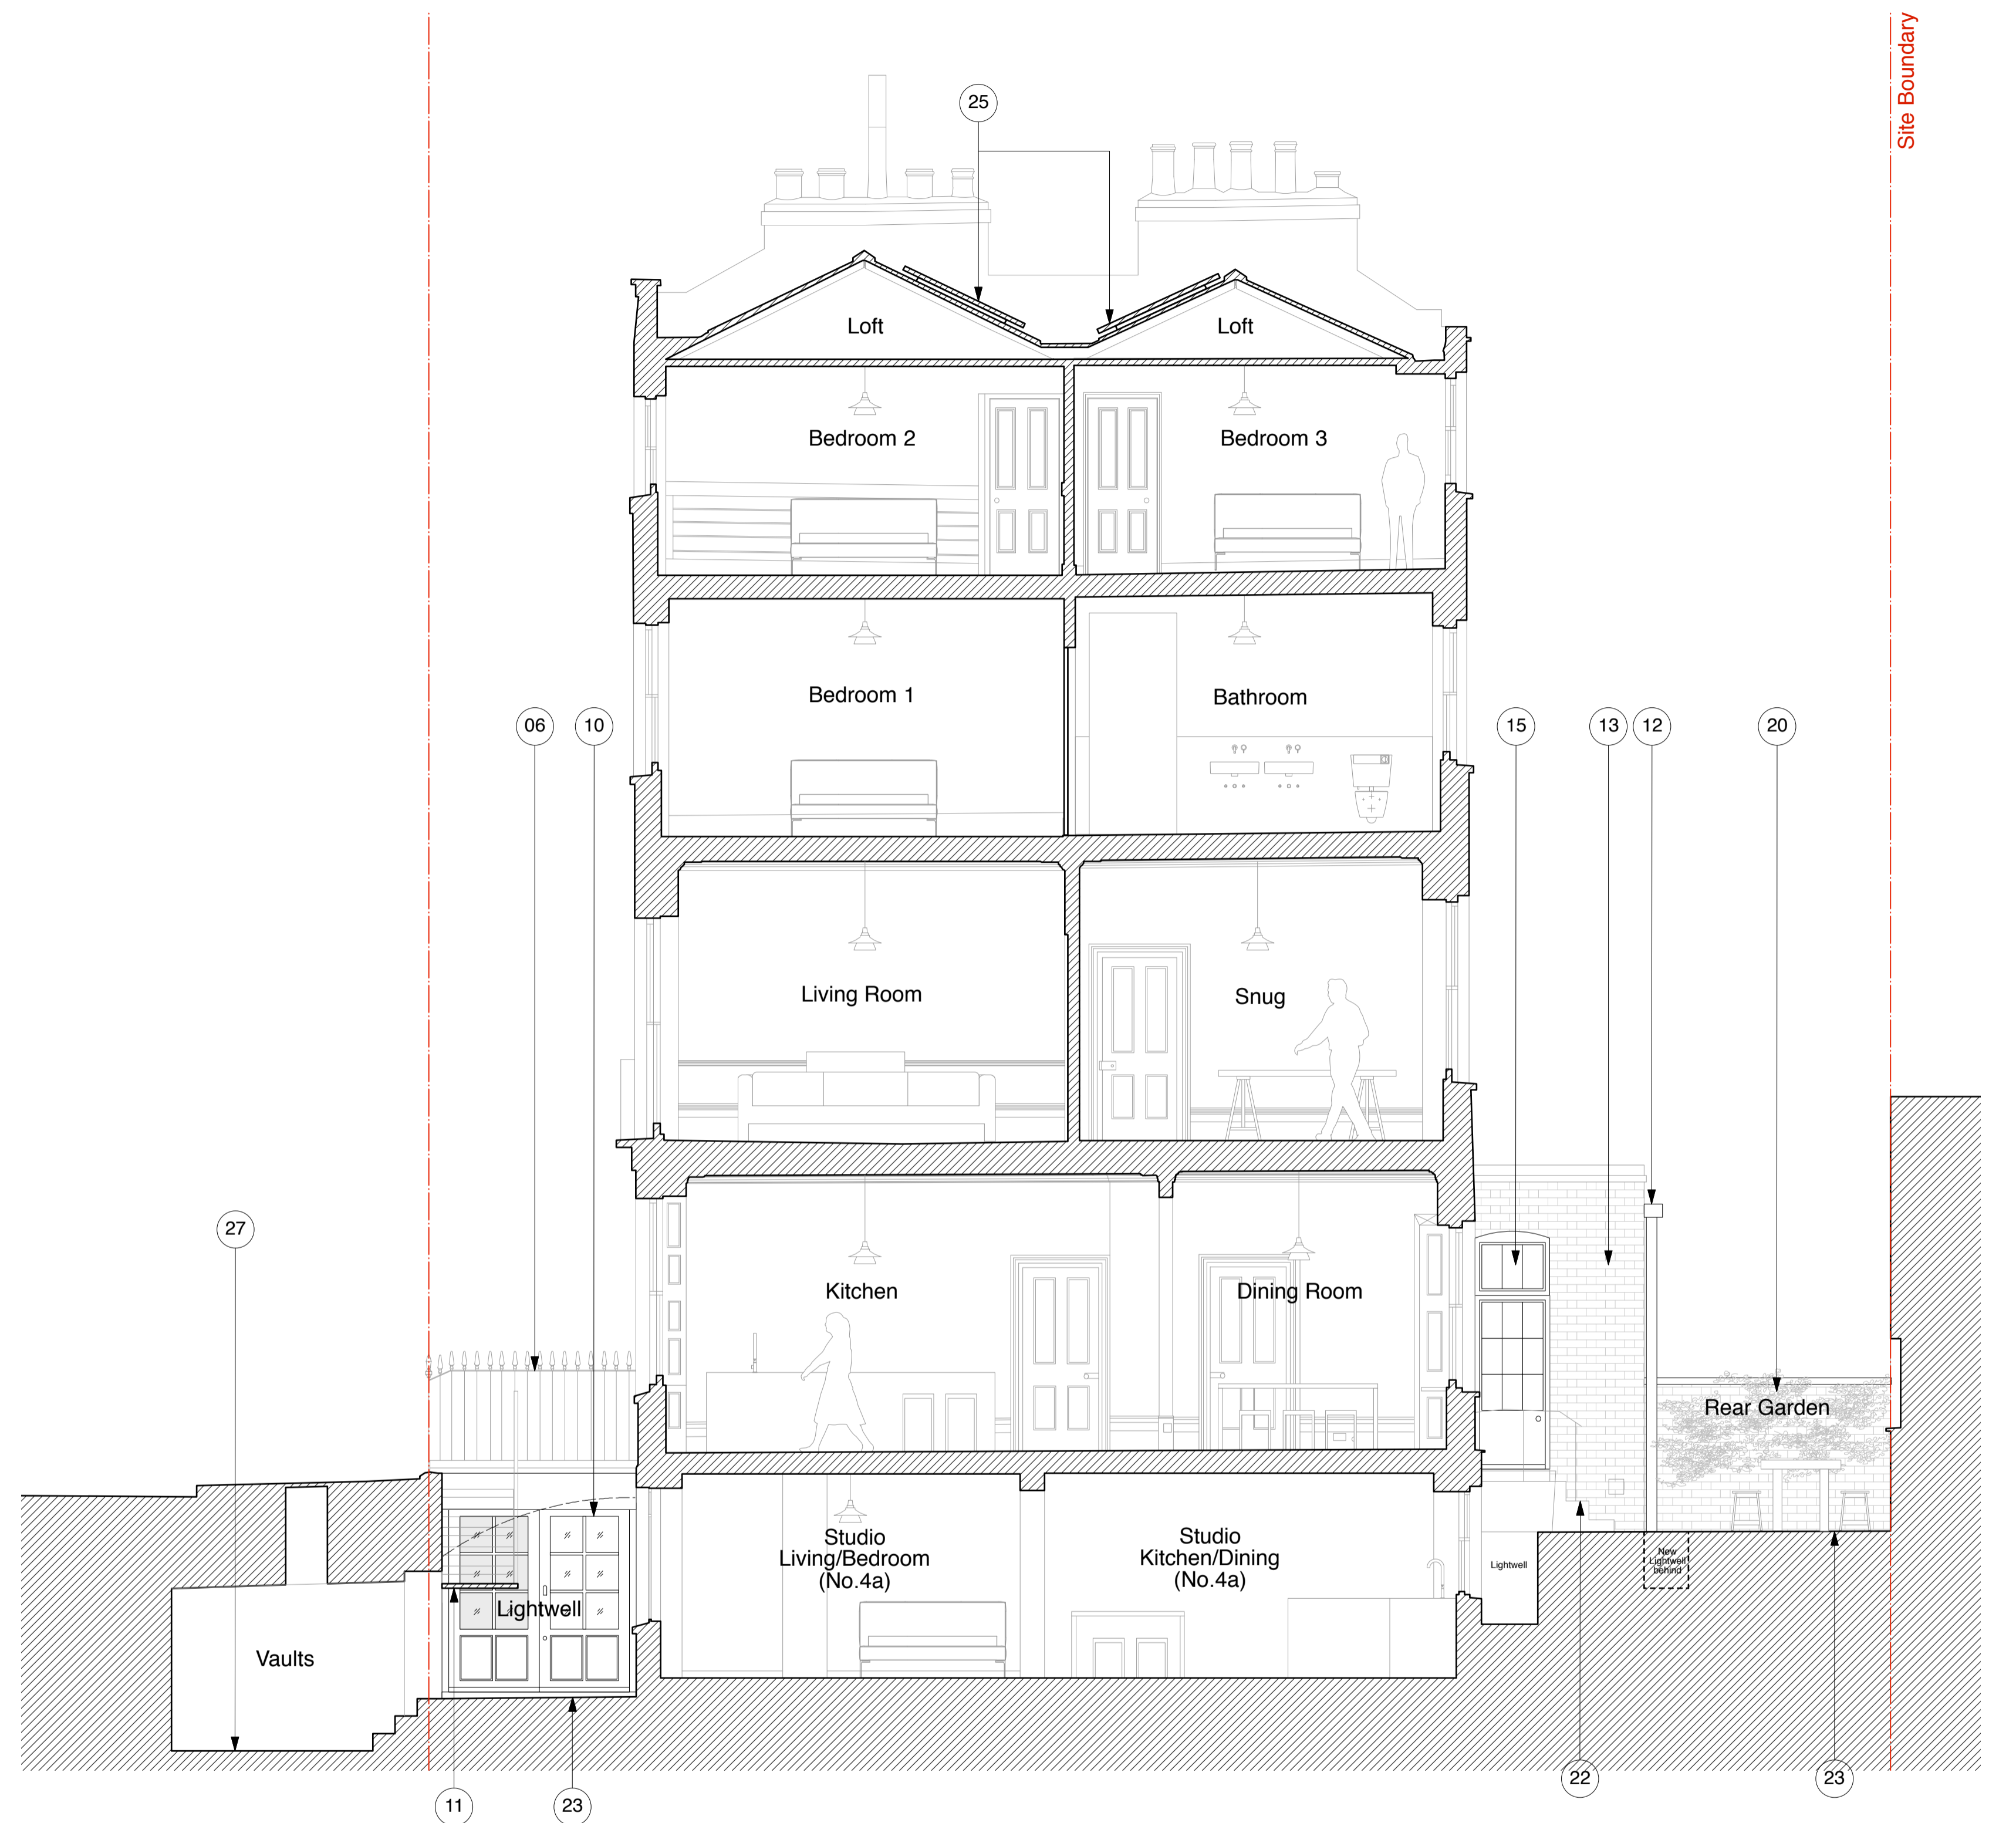 Site Boundary
25
Loft
Loft
Bedroom 2
Bedroom 3
Bedroom 1
Bathroom
06
10
15
13
12
20
Living Room
Snug
27
Kitchen
Dining Room
Rear Garden
Studio
Living/Bedroom
(No.4a)
Studio
Kitchen/Dining
(No.4a)
Lightwell
New
Lightwell
behind
Lightwell
Vaults
11
23
22
23